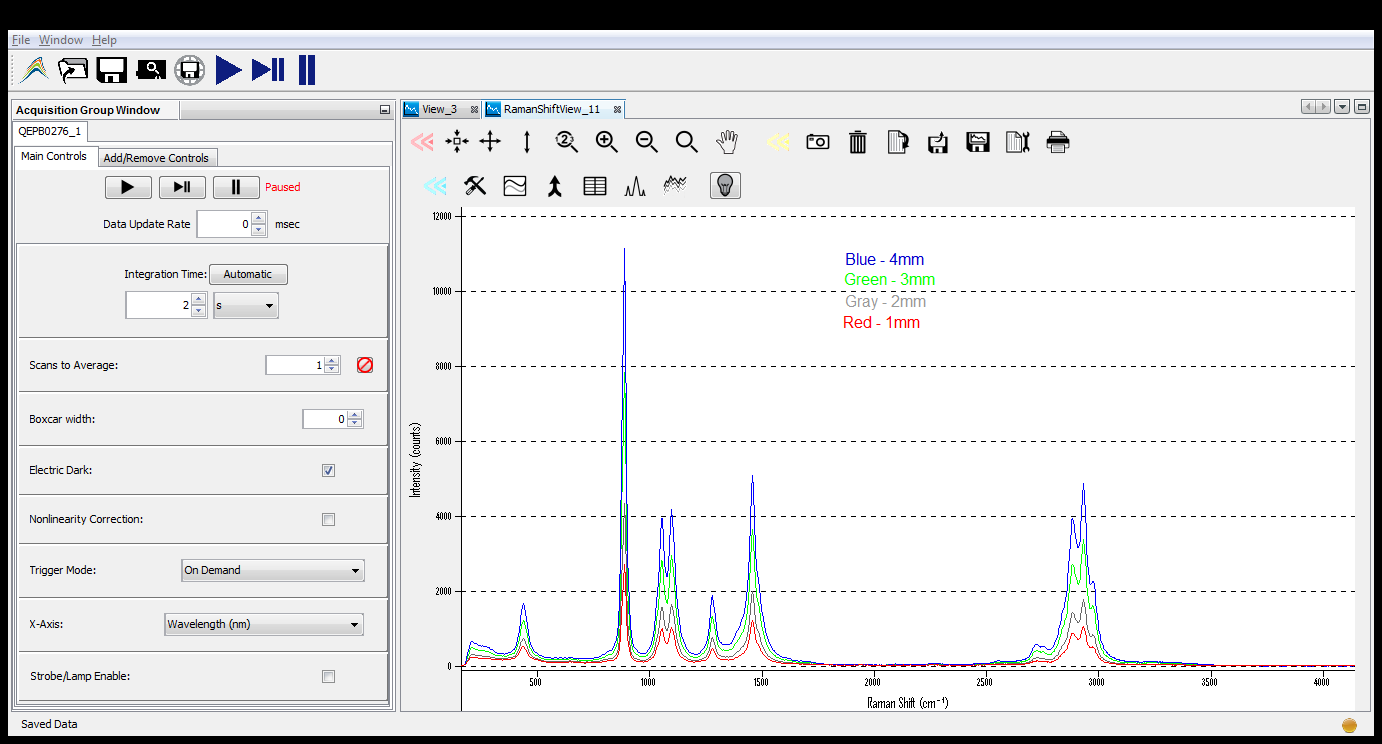 File Window Help
Acquisition Group Window
QEPB0276_1
Main Controls Add/Remove Controls
Paused
Data Update Rate 0 msec
Integration Time: Automatic
2 s
Scans to Average: 1
Boxcar width: 0
Electric Dark:
Nonlinearity Correction:
Trigger Mode: On Demand
X-Axis: Wavelength (nm)
Strobe/Lamp Enable:
Saved Data
View_3 RamanShiftView_11
2
Blue - 4mm
Green - 3mm
Gray - 2mm
Red - 1mm
Intensity (counts)
12000
10000
8000
6000
4000
2000
0
500 1000 1500 2000 2500 3000 3500 4000
Raman Shift (cm⁻¹)